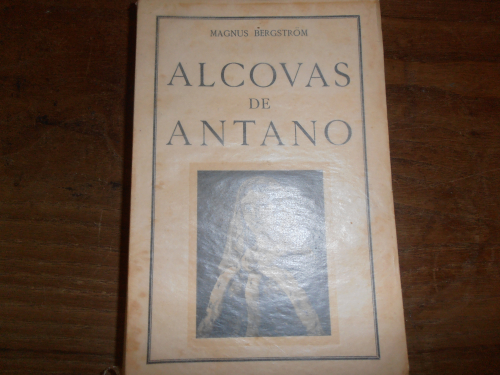 MAGNUS BERGSTRÖM
ALCOVAS
DE
ANTANO